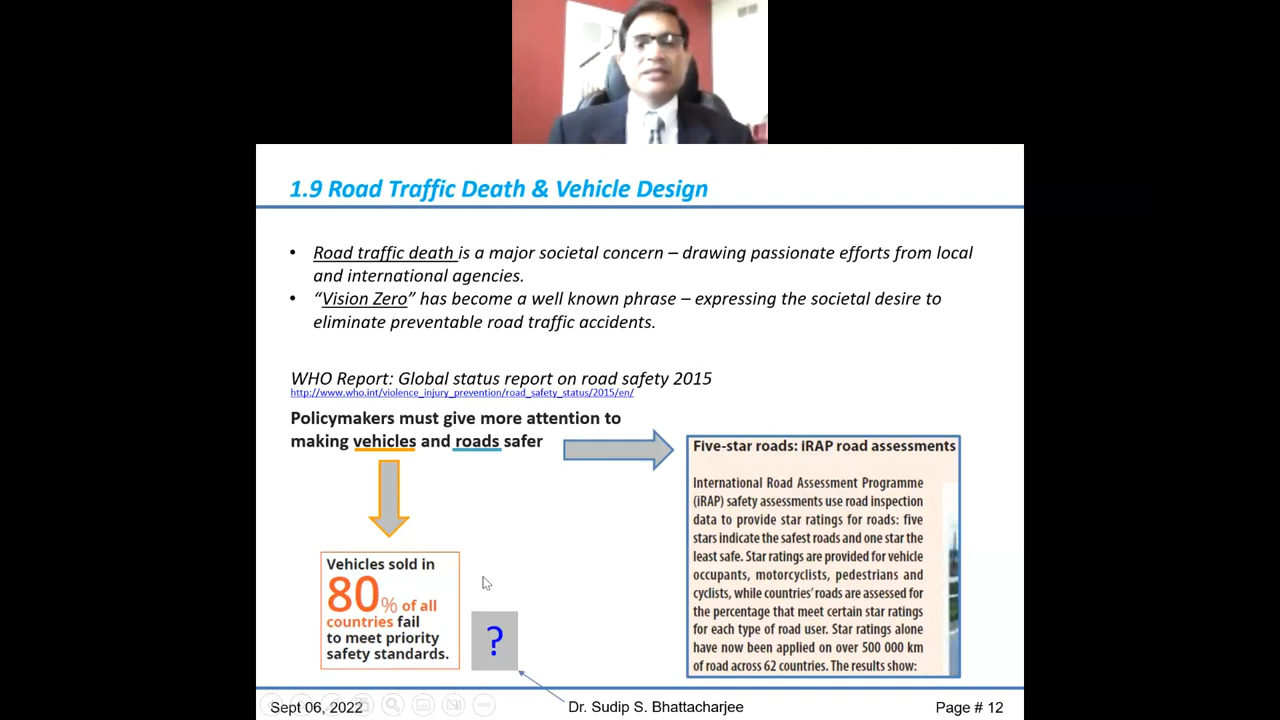 1.9 Road Traffic Death & Vehicle Design
• Road traffic death is a major societal concern – drawing passionate efforts from local
and international agencies.
• “Vision Zero” has become a well known phrase – expressing the societal desire to
eliminate preventable road traffic accidents.
WHO Report: Global status report on road safety 2015
http://www.who.int/violence_injury_prevention/road_safety_status/2015/en/
Policymakers must give more attention to
making vehicles and roads safer
Five-star roads: iRAP road assessments
International Road Assessment Programme
(iRAP) safety assessments use road inspection
data to provide star ratings for roads: five
stars indicate the safest roads and one star the
least safe. Star ratings are provided for vehicle
occupants, motorcyclists, pedestrians and
cyclists, while countries' roads are assessed for
the percentage that meet certain star ratings
for each type of road user. Star ratings alone
have now been applied on over 500 000 km
of road across 62 countries. The results show:
Vehicles sold in
80% of all
countries fail
to meet priority
safety standards.
?
Sept 06, 2022
Dr. Sudip S. Bhattacharjee
Page # 12